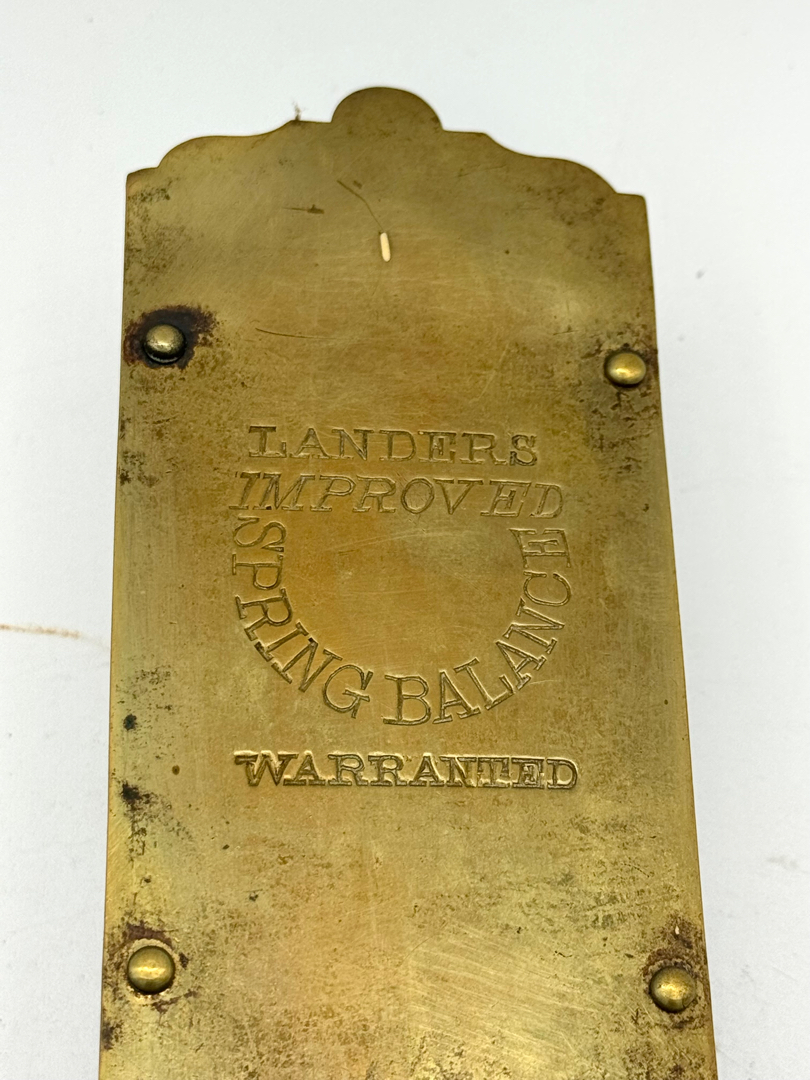 LANDERS
IMPROVED
SPRING BALANCE
WARRANTED